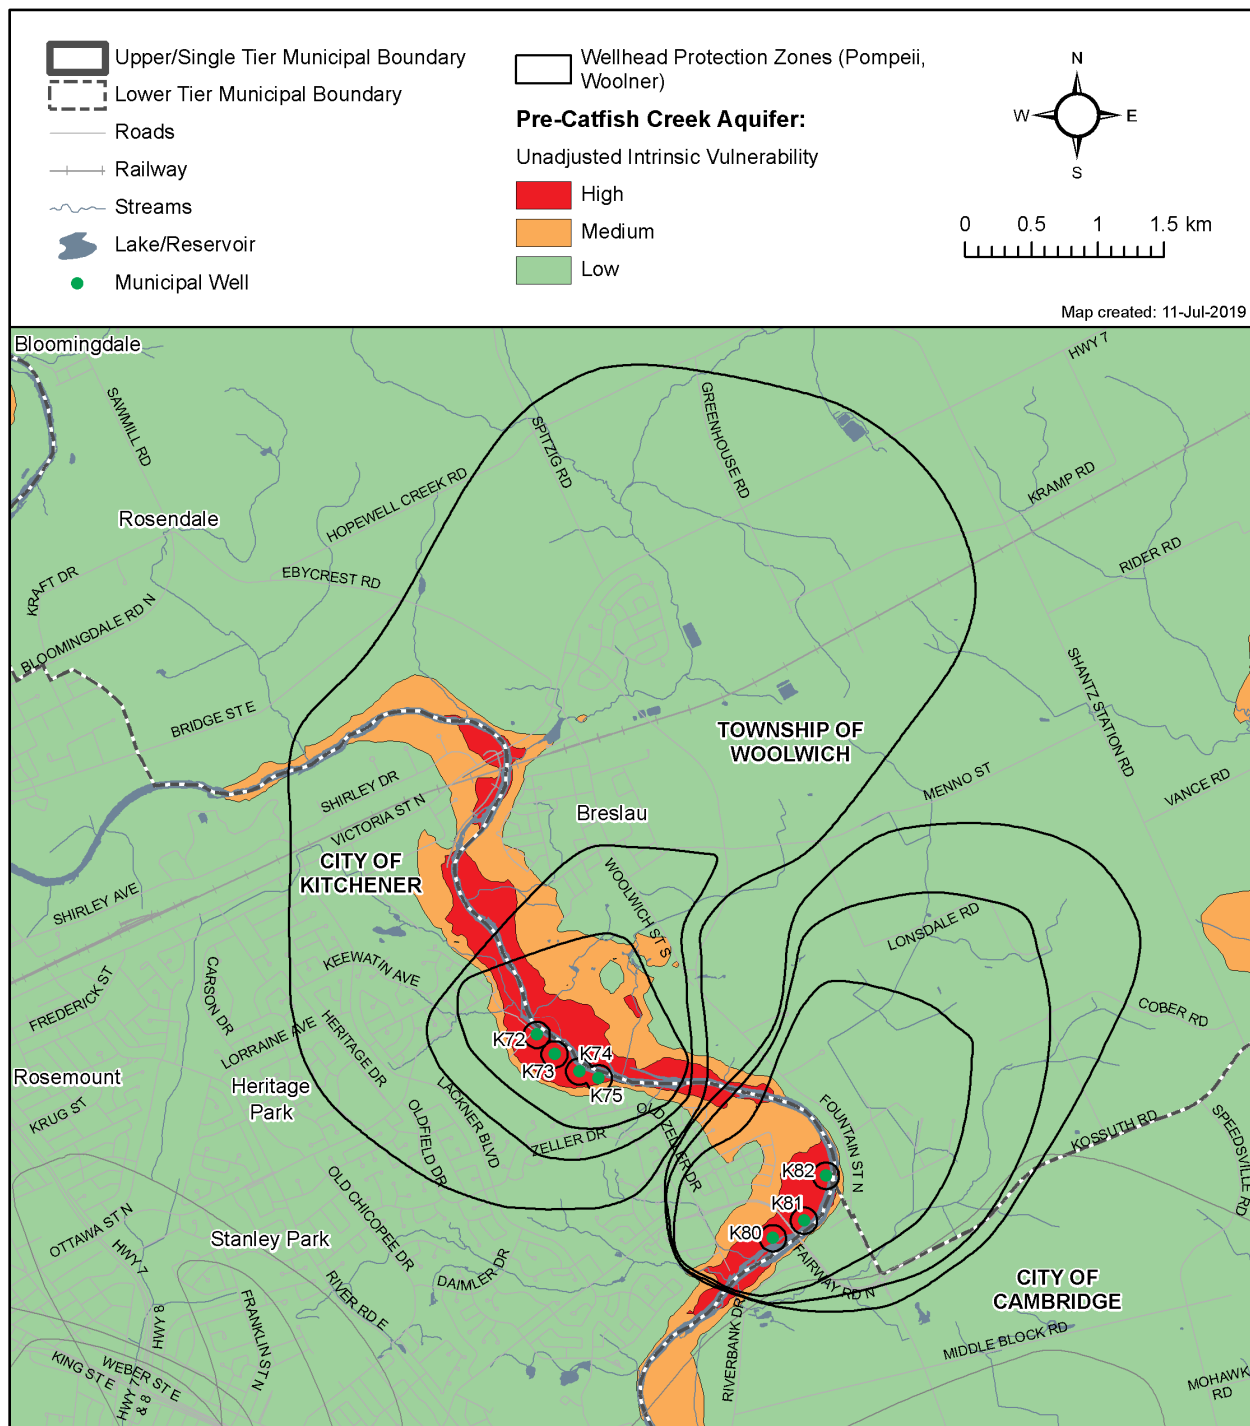 Upper/Single Tier Municipal Boundary
Lower Tier Municipal Boundary
Roads
Railway
Streams
Lake/Reservoir
Municipal Well
Wellhead Protection Zones (Pompeii,
Woolner)
Pre-Catfish Creek Aquifer:
Unadjusted Intrinsic Vulnerability
High
Medium
Low
N
W
E
S
0 0.5 1 1.5 km
Map created: 11-Jul-2019
Bloomingdale
HWY 7
SAWMILL RD
SPITZIG RD
GREENHOUSE RD
KRAMP RD
HOPEWELL CREEK RD
Rosendale
RIDER RD
EBYCREST RD
KRAFT DR
BLOOMINGDALE RD N
SHANTZ STATION RD
BRIDGE ST E
TOWNSHIP OF
WOOLWICH
MENNO ST
VANCE RD
SHIRLEY DR
VICTORIA ST N
Breslau
CITY OF
KITCHENER
WOOLWICH ST S
SHIRLEY AVE
LONSDALE RD
KEEWATIN AVE
FREDERICK ST
CARSON DR
COBER RD
LORRAINE AVE
HERITAGE DR
K72
K73
K74
K75
Rosemount
Heritage
Park
KRUG ST
LACKNER BLVD
OLDFIELD DR
ZELLER DR
OLD ZELLER DR
FOUNTAIN ST N
KOSSUTH RD
SPEEDSVILLE RD
K82
K81
K80
OLD CHICOPEE DR
OTTAWA ST N
Stanley Park
HWY 7
DAIMLER DR
RIVER RD E
FAIRWAY RD N
CITY OF
CAMBRIDGE
HWY 8
FRANKLIN ST N
RIVERBANK DR
MIDDLE BLOCK RD
KING ST E
WEBER ST E
HWY 7
& 8
MOHAWK
RD